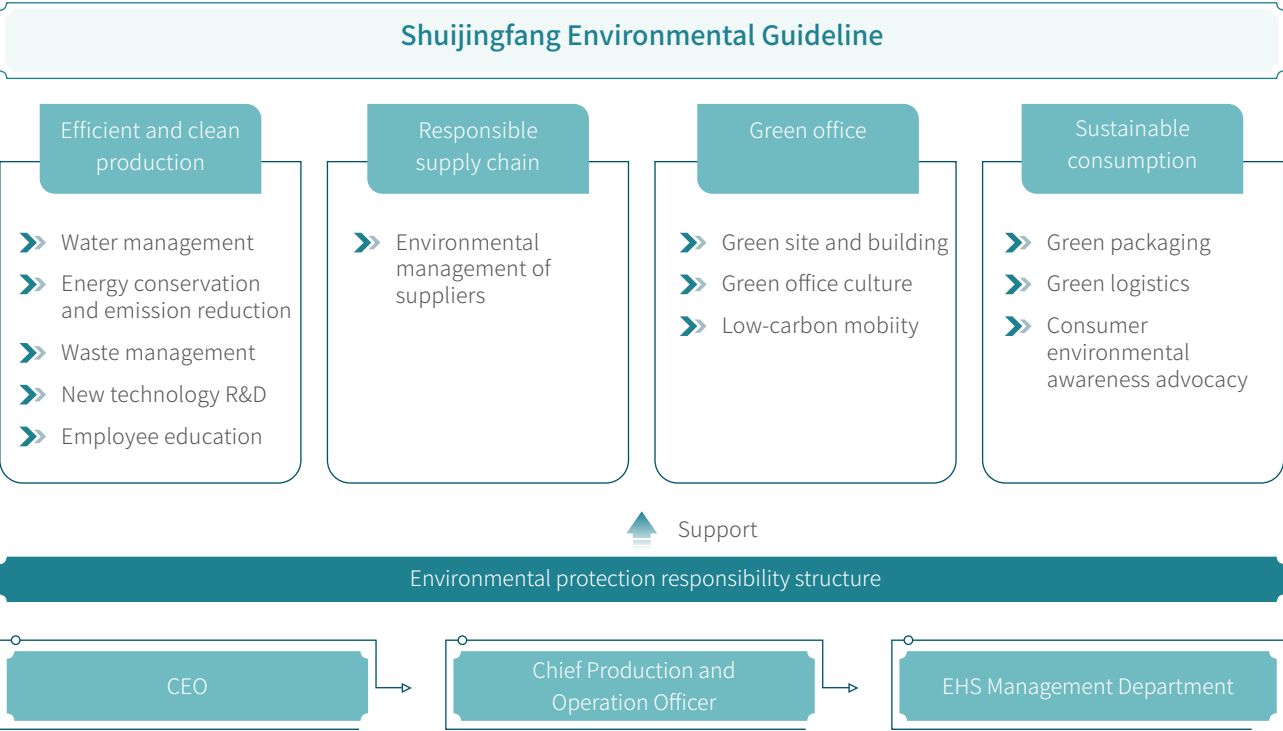 Shuijingfang Environmental Guideline
Efficient and clean
production
Water management
Energy conservation
and emission reduction
Waste management
New technology R&D
Employee education
Responsible
supply chain
Environmental
management of
suppliers
Green office
Green site and building
Green office culture
Low-carbon mobiity
Sustainable
consumption
Green packaging
Green logistics
Consumer
environmental
awareness advocacy
Support
Environmental protection responsibility structure
CEO
Chief Production and
Operation Officer
EHS Management Department